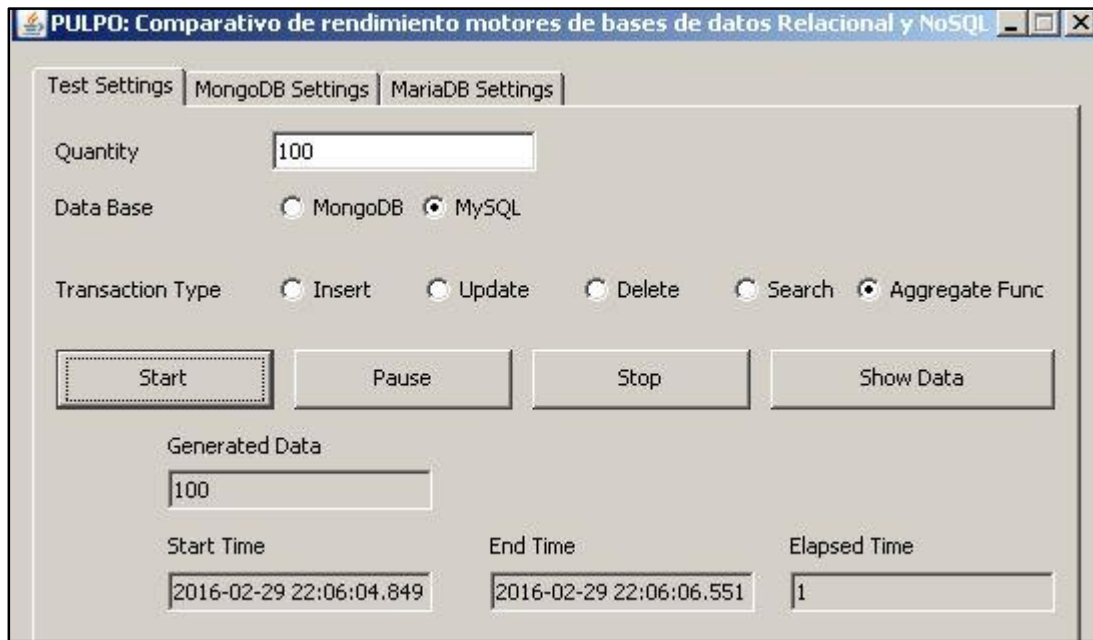 PULPO: Comparativo de rendimiento motores de bases de datos Relacional y NoSQL
Test Settings MongoDB Settings MariaDB Settings
Quantity 100
Data Base MongoDB MySQL
Transaction Type Insert Update Delete Search Aggregate Func
Start Pause Stop Show Data
Generated Data
100
Start Time End Time Elapsed Time
2016-02-29 22:06:04.849 2016-02-29 22:06:06.551 1